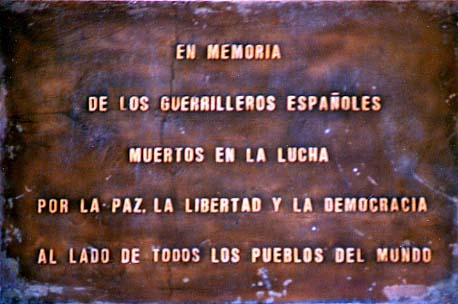 EN MEMORIA
DE LOS GUERRILLEROS ESPAÑOLES
MUERTOS EN LA LUCHA
POR LA PAZ, LA LIBERTAD Y LA DEMOCRACIA
AL LADO DE TODOS LOS PUEBLOS DEL MUNDO